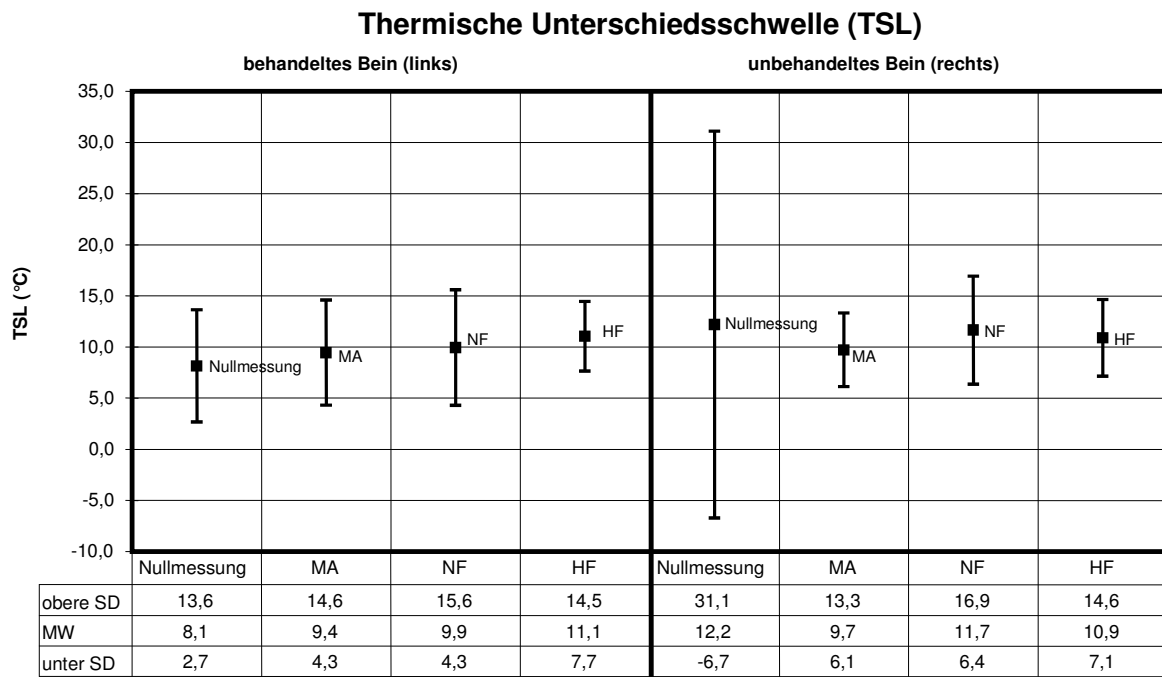 Thermische Unterschiedsschwelle (TSL)
behandeltes Bein (links) unbehandeltes Bein (rechts)
TSL (°C)
35,0
30,0
25,0
20,0
15,0
10,0
5,0
0,0
-5,0
-10,0
Nullmessung MA NF HF Nullmessung MA NF HF
Nullmessung MA NF HF Nullmessung MA NF HF
obere SD 13,6 14,6 15,6 14,5 31,1 13,3 16,9 14,6
MW 8,1 9,4 9,9 11,1 12,2 9,7 11,7 10,9
unter SD 2,7 4,3 4,3 7,7 -6,7 6,1 6,4 7,1